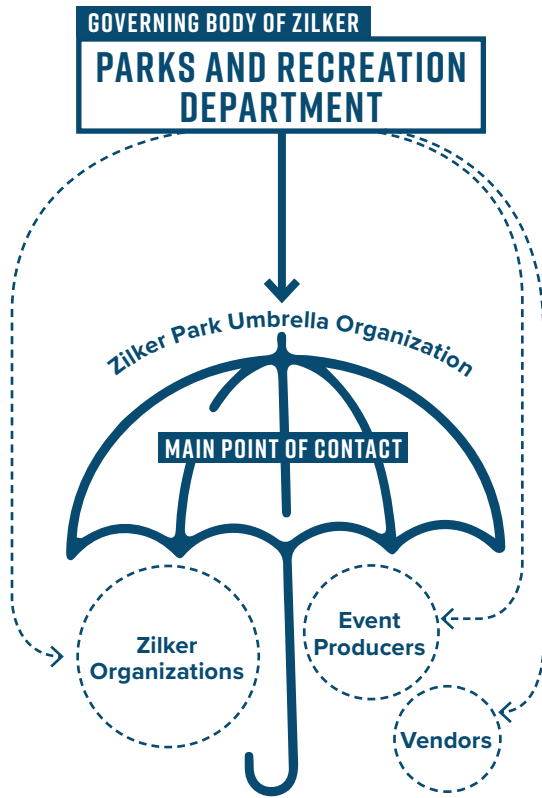 GOVERNING BODY OF ZILKER
PARKS AND RECREATION
DEPARTMENT
Zilker Park Umbrella Organization
MAIN POINT OF CONTACT
Zilker
Organizations
Event
Producers
Vendors